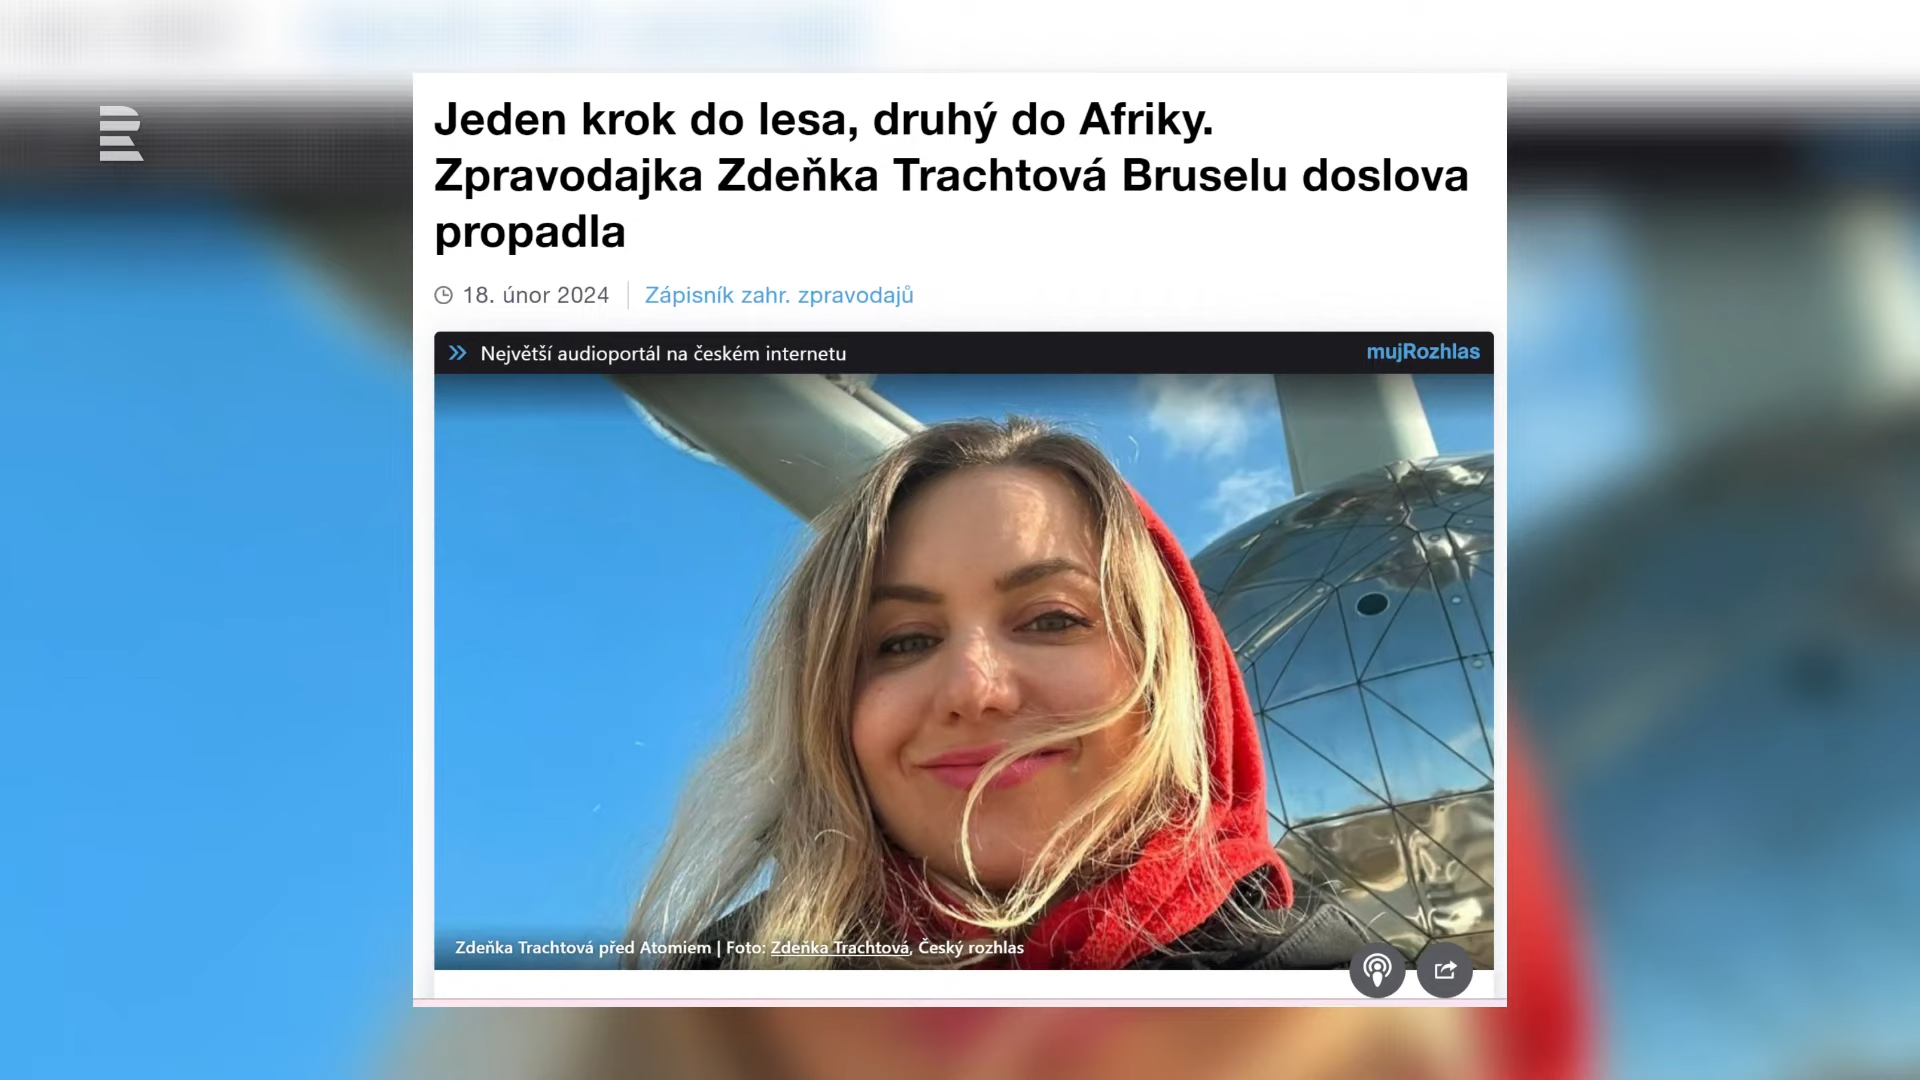 Jeden krok do lesa, druhý do Afriky.
Zpravodajka Zdeňka Trachtová Bruselu doslova
propadla
18. únor 2024 | Zápisník zahr. zpravodajů
Největší audioportál na českém internetu
mujRozhlas
Zdeňka Trachtová před Atomiem | Foto: Zdeňka Trachtová, Český rozhlas